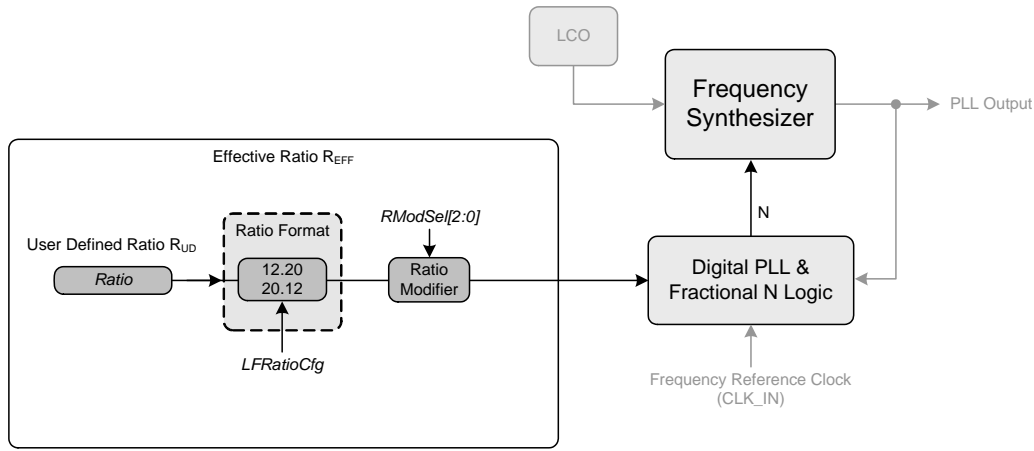 LCO
Frequency
Synthesizer
PLL Output
Effective Ratio REFF
N
RModSel[2:0]
Ratio Format
User Defined Ratio RUD
Ratio
12.20
20.12
Ratio
Modifier
Digital PLL &
Fractional N Logic
LFRatioCfg
Frequency Reference Clock
(CLK_IN)